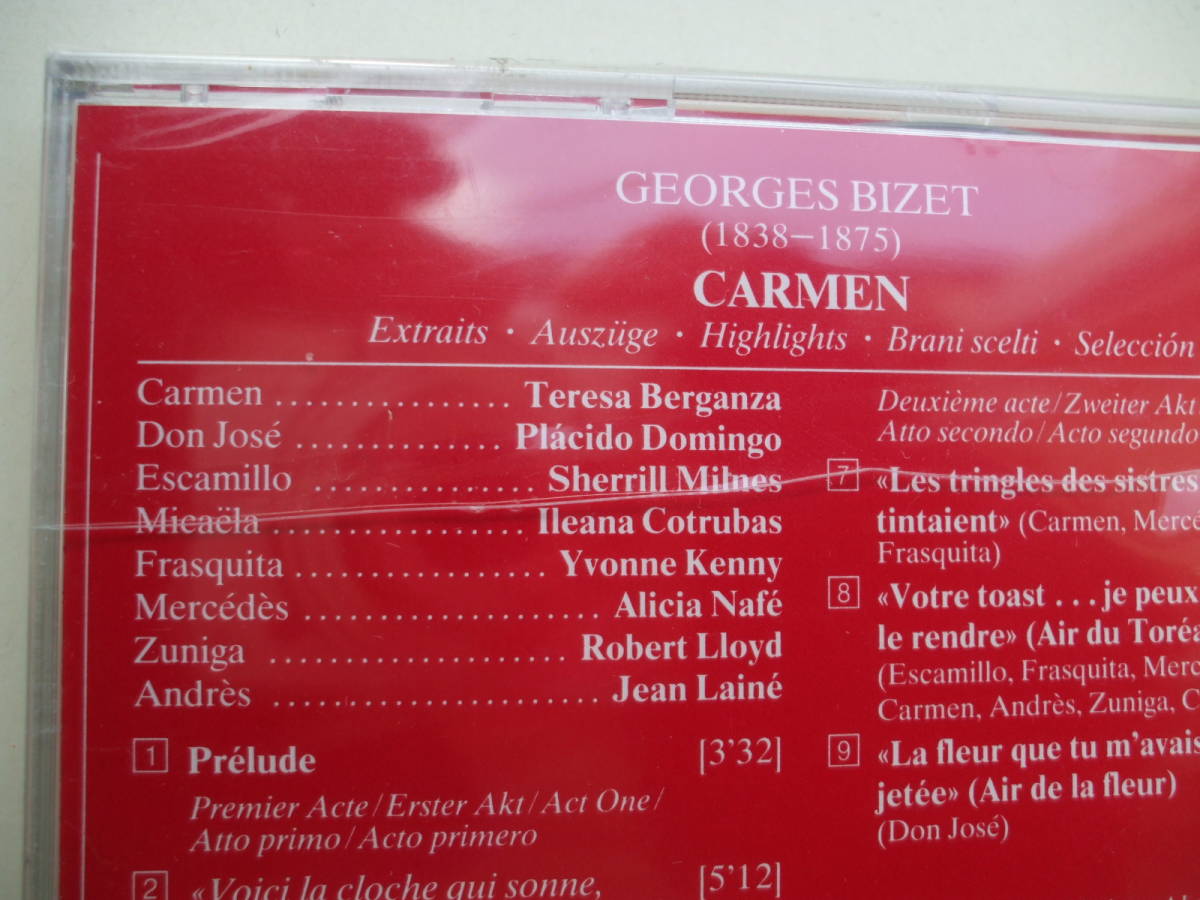 GEORGES BIZET
(1838–1875)
CARMEN
Extraits · Auszüge · Highlights · Brani scelti · Selección
Carmen ................ Teresa Berganza
Don José .............. Plácido Domingo
Escamillo ............... Sherrill Milnes
Micaëla ................. Ileana Cotrubas
Frasquita .................. Yvonne Kenny
Mercédès ..................... Alicia Nafé
Zuniga ..................... Robert Lloyd
Andrès ....................... Jean Lainé
1 Prélude [3'32]
Premier Acte/Erster Akt/Act One/
Atto primo/Acto primero
2 «Voici la cloche qui sonne, [5'12]
Deuxième acte/Zweiter Akt
Atto secondo/Acto segundo
7 «Les tringles des sistres
tintaient» (Carmen, Mercé
Frasquita)
8 «Votre toast . . . je peux
le rendre» (Air du Toréa
(Escamillo, Frasquita, Merc
Carmen, Andrès, Zuniga, C
9 «La fleur que tu m'avais
jetée» (Air de la fleur)
(Don José)